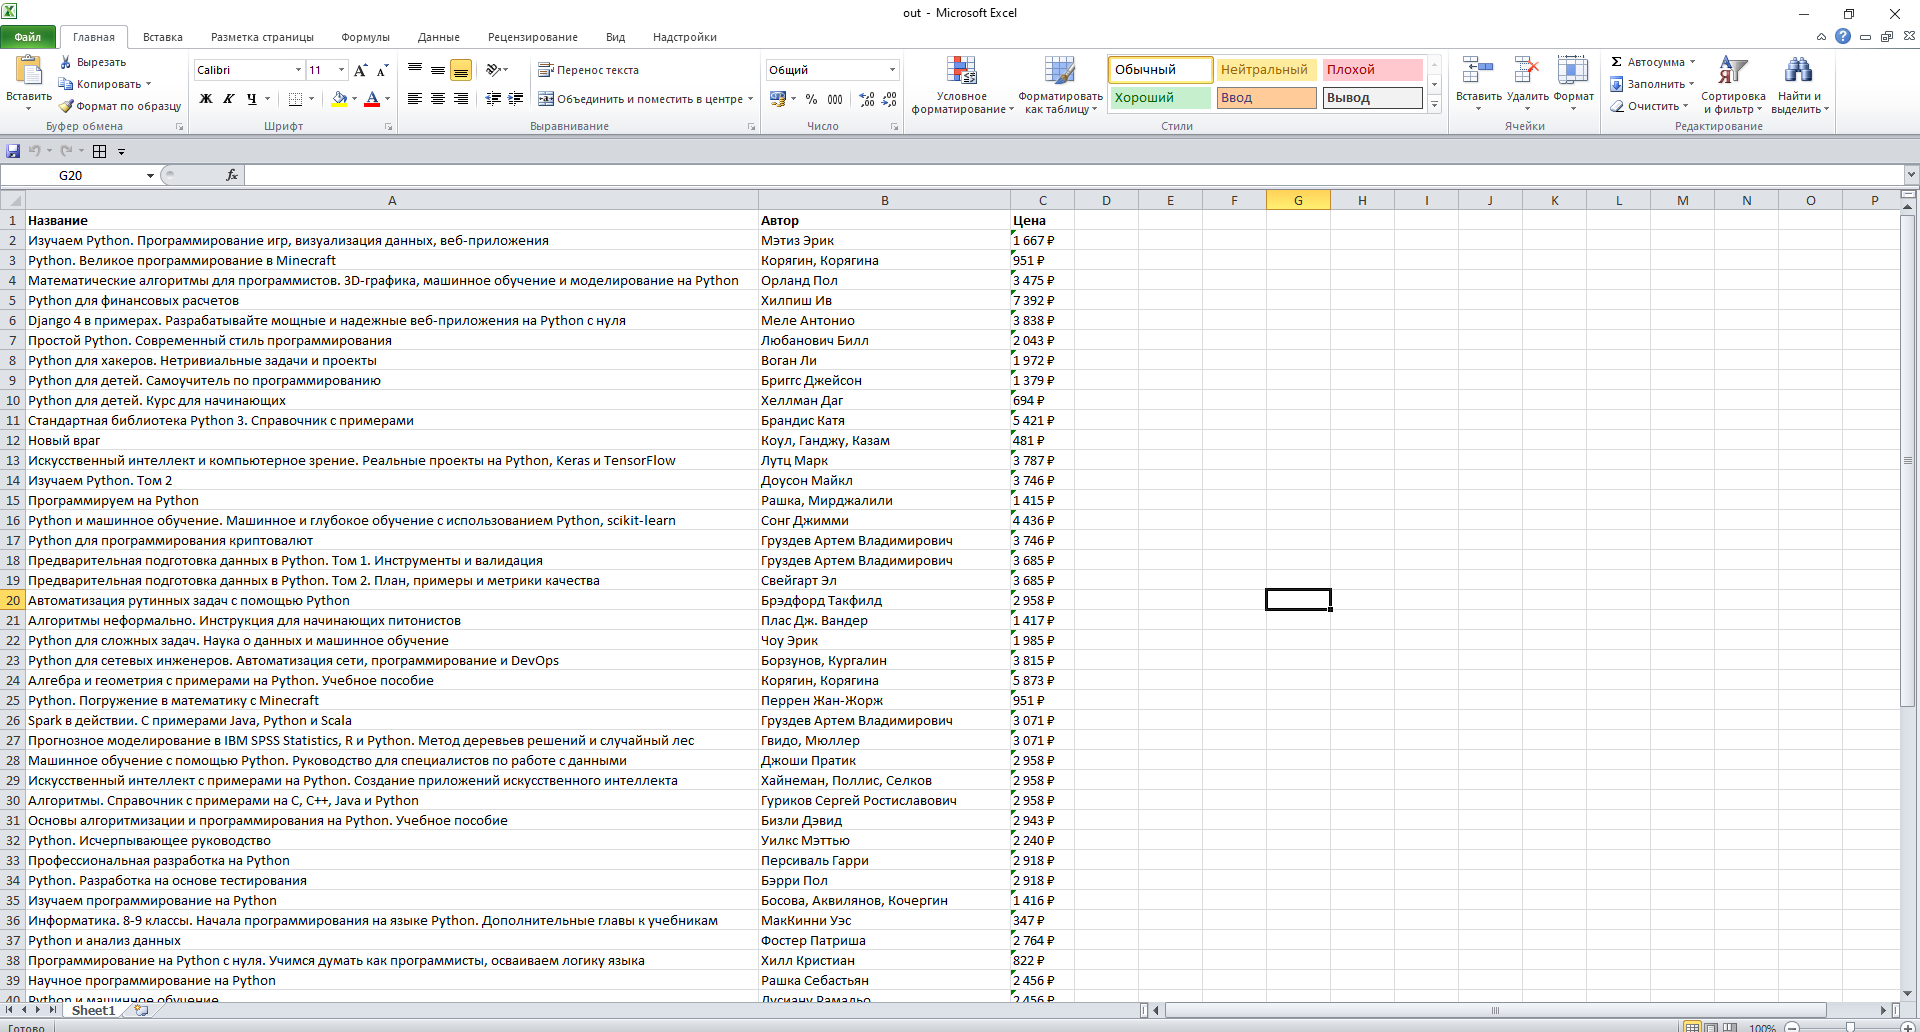 out - Microsoft Excel
Файл Главная Вставка Разметка страницы Формулы Данные Рецензирование Вид Надстройки
Вставить
Вырезать
Копировать
Формат по образцу
Буфер обмена
Calibri 11
Ж К Ч А
Шрифт
Перенос текста
Объединить и поместить в центре
Выравнивание
Общий
% 000
Число
Условное форматирование
Форматировать как таблицу
Обычный Нейтральный Плохой
Хороший Ввод Вывод
Стили
Вставить Удалить Формат
Ячейки
Σ Автосумма
Заполнить
Очистить
Сортировка и фильтр
Найти и выделить
Редактирование
G20 fx
A B C D E F G H I J K L M N O P
1 Название Автор Цена
2 Изучаем Python. Программирование игр, визуализация данных, веб-приложения Мэтиз Эрик 1 667 ₽
3 Python. Великое программирование в Minecraft Корягин, Корягина 951 ₽
4 Математические алгоритмы для программистов. 3D-графика, машинное обучение и моделирование на Python Орланд Пол 3 475 ₽
5 Python для финансовых расчетов Хилпиш Ив 7 392 ₽
6 Django 4 в примерах. Разрабатывайте мощные и надежные веб-приложения на Python с нуля Меле Антонио 3 838 ₽
7 Простой Python. Современный стиль программирования Любанович Билл 2 043 ₽
8 Python для хакеров. Нетривиальные задачи и проекты Воган Ли 1 972 ₽
9 Python для детей. Самоучитель по программированию Бриггс Джейсон 1 379 ₽
10 Python для детей. Курс для начинающих Хеллман Даг 694 ₽
11 Стандартная библиотека Python 3. Справочник с примерами Брандис Катя 5 421 ₽
12 Новый враг Коул, Ганджу, Казам 481 ₽
13 Искусственный интеллект и компьютерное зрение. Реальные проекты на Python, Keras и TensorFlow Лутц Марк 3 787 ₽
14 Изучаем Python. Том 2 Доусон Майкл 3 746 ₽
15 Программируем на Python Рашка, Мирджалили 1 415 ₽
16 Python и машинное обучение. Машинное и глубокое обучение с использованием Python, scikit-learn Сонг Джимми 4 436 ₽
17 Python для программирования криптовалют Груздев Артем Владимирович 3 746 ₽
18 Предварительная подготовка данных в Python. Том 1. Инструменты и валидация Груздев Артем Владимирович 3 685 ₽
19 Предварительная подготовка данных в Python. Том 2. План, примеры и метрики качества Свейгарт Эл 3 685 ₽
20 Автоматизация рутинных задач с помощью Python Брэдфорд Такфилд 2 958 ₽
21 Алгоритмы неформально. Инструкция для начинающих питонистов Плас Дж. Вандер 1 417 ₽
22 Python для сложных задач. Наука о данных и машинное обучение Чоу Эрик 1 985 ₽
23 Python для сетевых инженеров. Автоматизация сети, программирование и DevOps Борзунов, Кургалин 3 815 ₽
24 Алгебра и геометрия с примерами на Python. Учебное пособие Корягин, Корягина 5 873 ₽
25 Python. Погружение в математику с Minecraft Перрен Жан-Жорж 951 ₽
26 Spark в действии. С примерами Java, Python и Scala Груздев Артем Владимирович 3 071 ₽
27 Прогнозное моделирование в IBM SPSS Statistics, R и Python. Метод деревьев решений и случайный лес Гвидо, Мюллер 3 071 ₽
28 Машинное обучение с помощью Python. Руководство для специалистов по работе с данными Джоши Пратик 2 958 ₽
29 Искусственный интеллект с примерами на Python. Создание приложений искусственного интеллекта Хайнеман, Поллис, Селков 2 958 ₽
30 Алгоритмы. Справочник с примерами на C, C++, Java и Python Гуриков Сергей Ростиславович 2 958 ₽
31 Основы алгоритмизации и программирования на Python. Учебное пособие Бизли Дэвид 2 943 ₽
32 Python. Исчерпывающее руководство Уилкс Мэттью 2 240 ₽
33 Профессиональная разработка на Python Персиваль Гарри 2 918 ₽
34 Python. Разработка на основе тестирования Бэрри Пол 2 918 ₽
35 Изучаем программирование на Python Босова, Аквилянов, Кочергин 1 416 ₽
36 Информатика. 8-9 классы. Начала программирования на языке Python. Дополнительные главы к учебникам МакКинни Уэс 347 ₽
37 Python и анализ данных Фостер Патриша 2 764 ₽
38 Программирование на Python с нуля. Учимся думать как программисты, осваиваем логику языка Хилл Кристиан 822 ₽
39 Научное программирование на Python Рашка Себастьян 2 456 ₽
40 Python и машинное обучение Лусиану Рамальо 2 456 ₽
Sheet1
Готово 100%